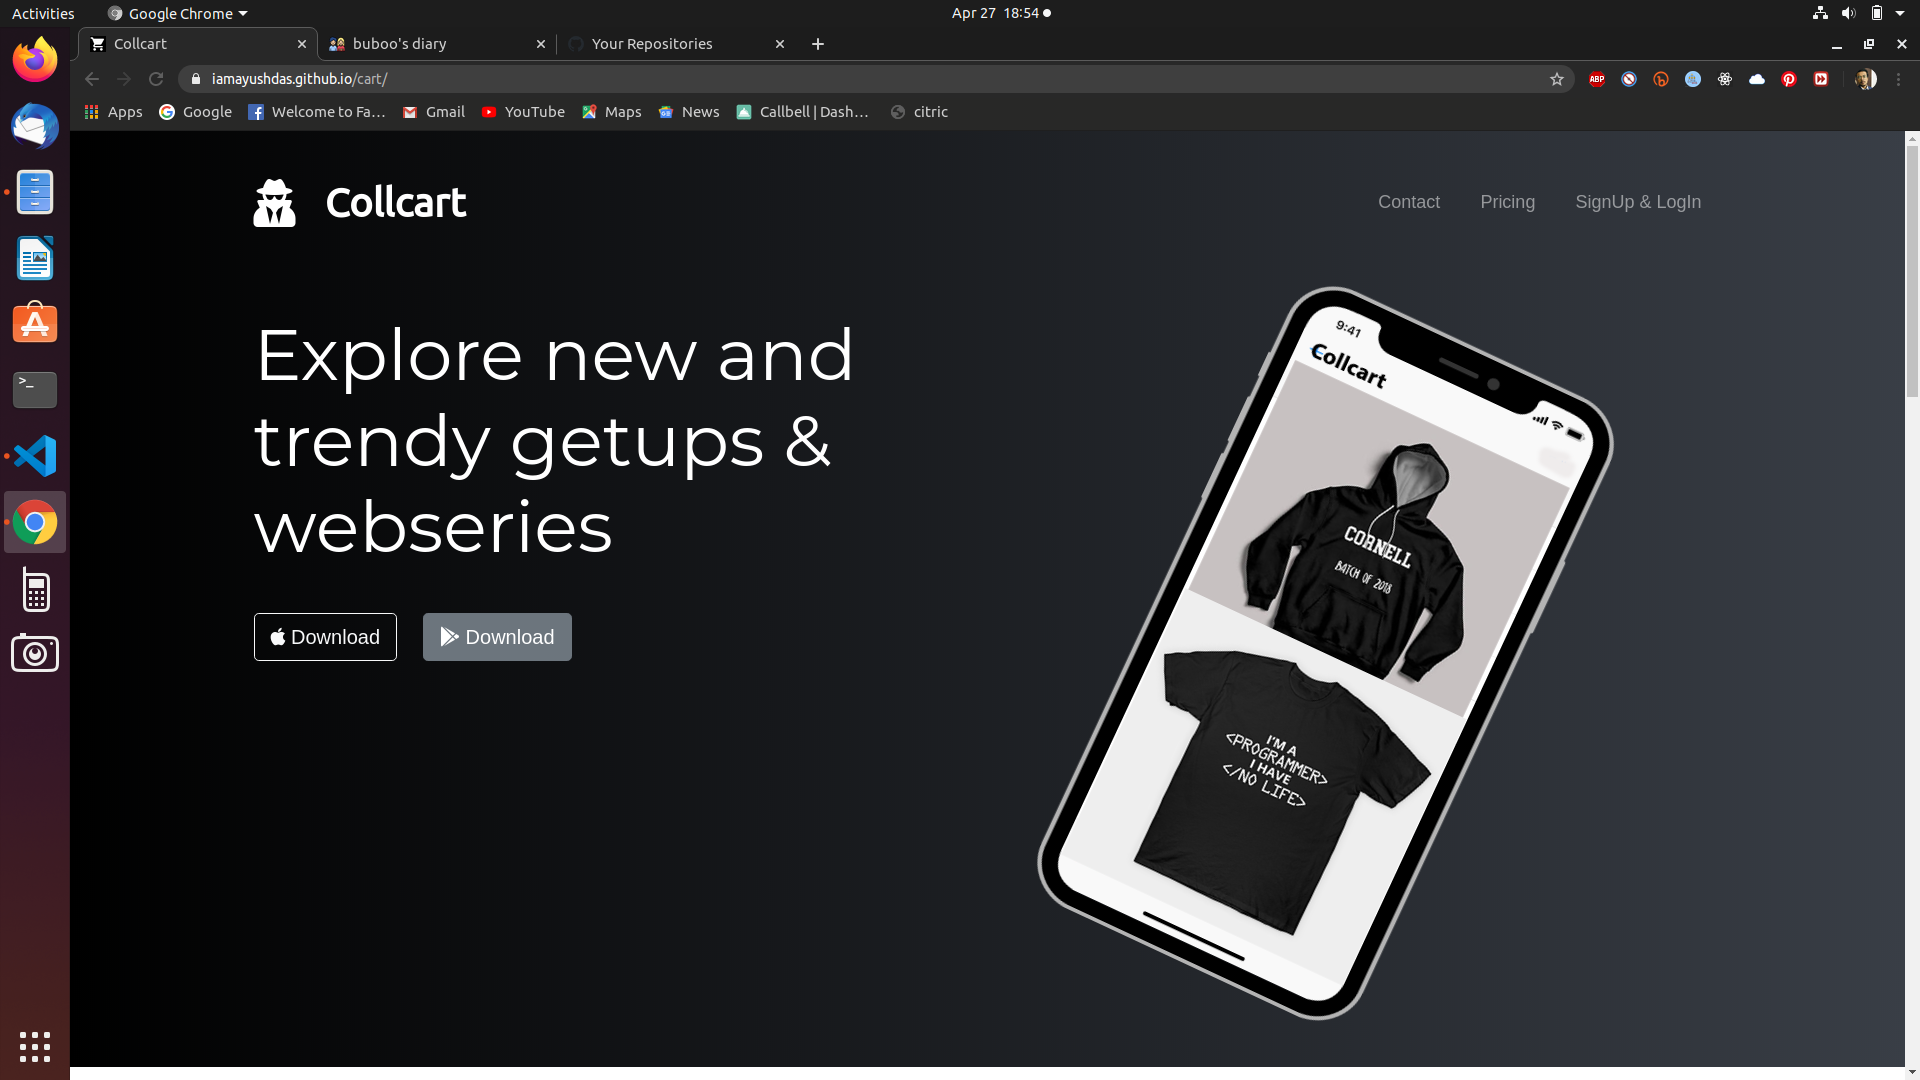 Activities
Google Chrome
Apr 27 18:54
Collcart
buboo's diary
Your Repositories
iamayushdas.github.io/cart/
ABP
Apps
Google
Welcome to Fa...
Gmail
YouTube
Maps
News
Callbell | Dash...
citric
Collcart
Contact
Pricing
SignUp & LogIn
Explore new and
trendy getups &
webseries
Download
Download
9:41
Collcart
CORNELL
BATCH OF 2018
I'M A
<PROGRAMMER>
I HAVE
</NO LIFE>